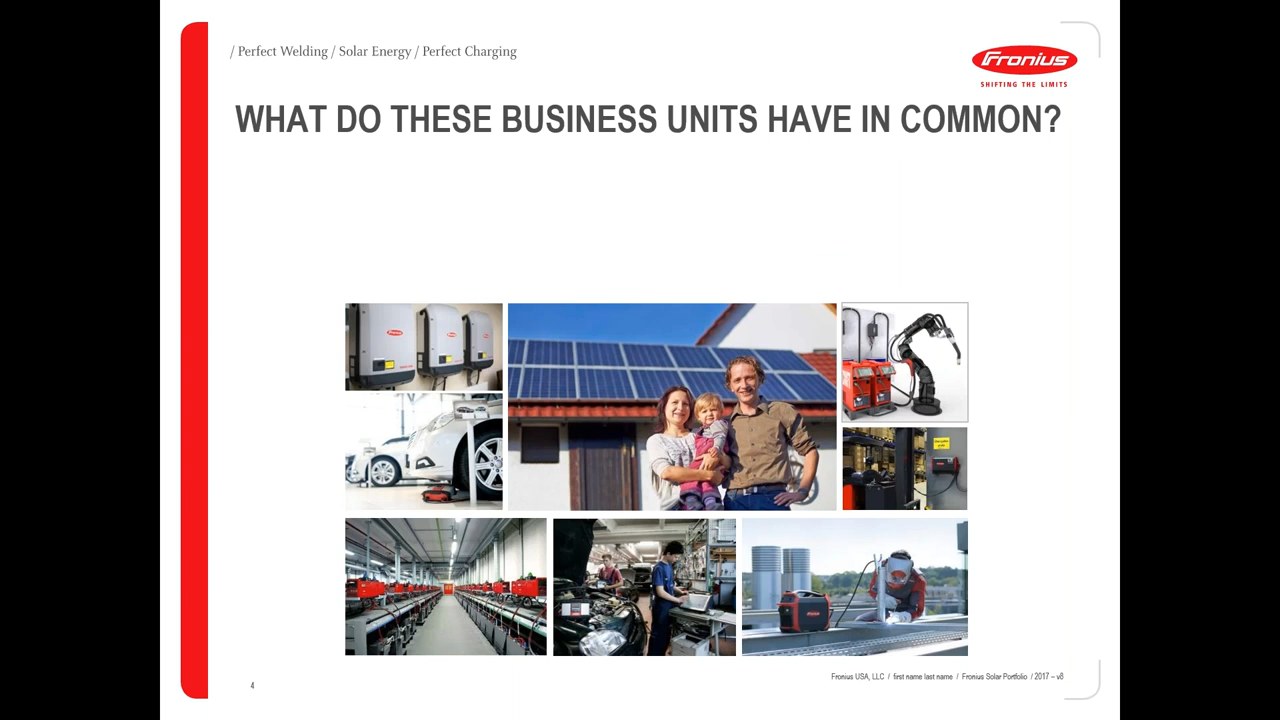 / Perfect Welding / Solar Energy / Perfect Charging
Fronius
SHIFTING THE LIMITS
WHAT DO THESE BUSINESS UNITS HAVE IN COMMON?
4
Fronius USA, LLC / first name last name / Fronius Solar Portfolio / 2017 – v8